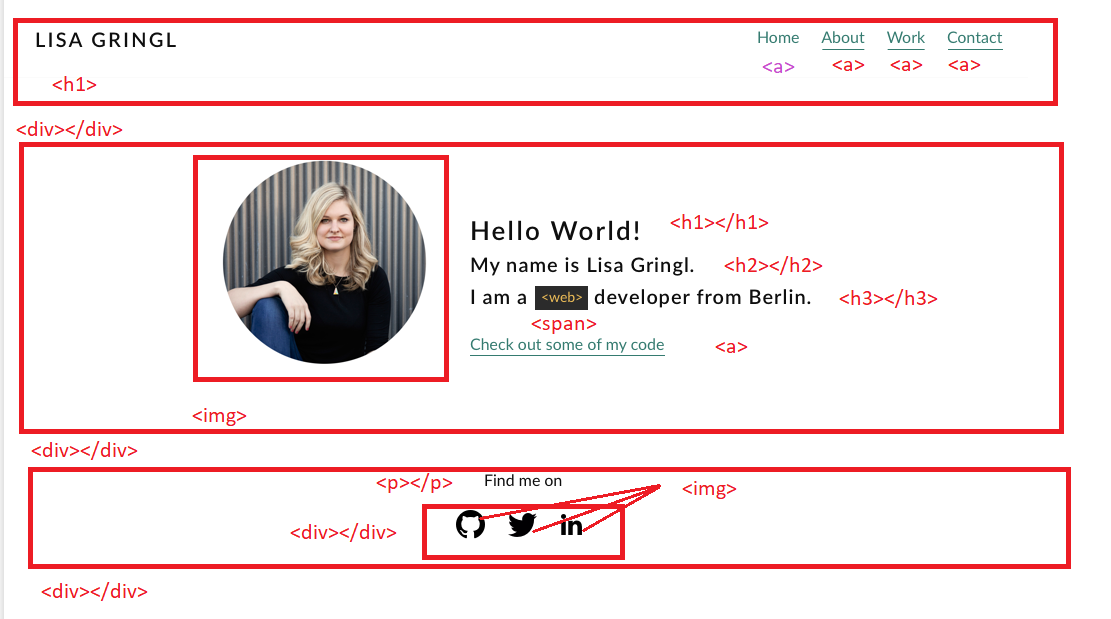 LISA GRINGL Home About Work Contact
<h1> <a> <a> <a> <a>
<div></div>
Hello World! <h1></h1>
My name is Lisa Gringl. <h2></h2>
I am a <web> developer from Berlin. <h3></h3>
<span>
Check out some of my code <a>
<img>
<div></div>
<p></p> Find me on <img>
<div></div> in
<div></div>